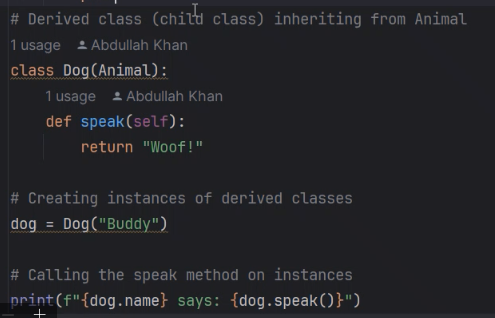 # Derived class (child class) inheriting from Animal
1 usage Abdullah Khan
class Dog(Animal):
1 usage Abdullah Khan
def speak(self):
return "Woof!"
# Creating instances of derived classes
dog = Dog("Buddy")
# Calling the speak method on instances
print(f"{dog.name} says: {dog.speak()}")